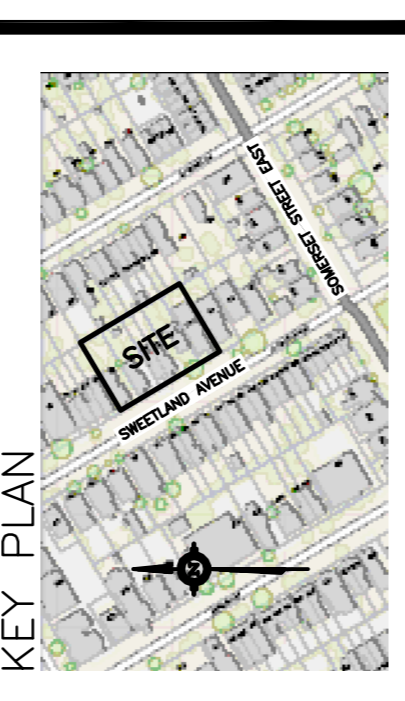 KEY PLAN
SOMERSET STREET EAST
SITE
SWEETLAND AVENUE
N